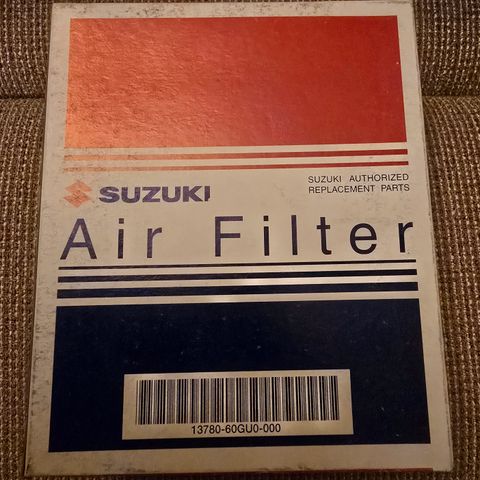 SUZUKI AUTHORIZED
REPLACEMENT PARTS
SUZUKI
Air Filter
13780-60GU0-000